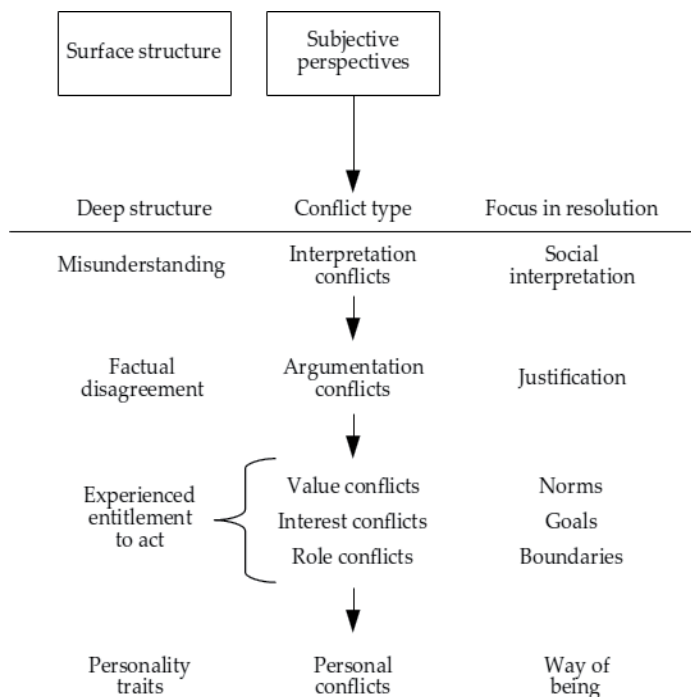 Surface structure
Subjective
perspectives
Deep structure
Conflict type
Focus in resolution
Misunderstanding
Interpretation
conflicts
Social
interpretation
Factual
disagreement
Argumentation
conflicts
Justification
Experienced
entitlement
to act
Value conflicts
Norms
Interest conflicts
Goals
Role conflicts
Boundaries
Personality
traits
Personal
conflicts
Way of
being